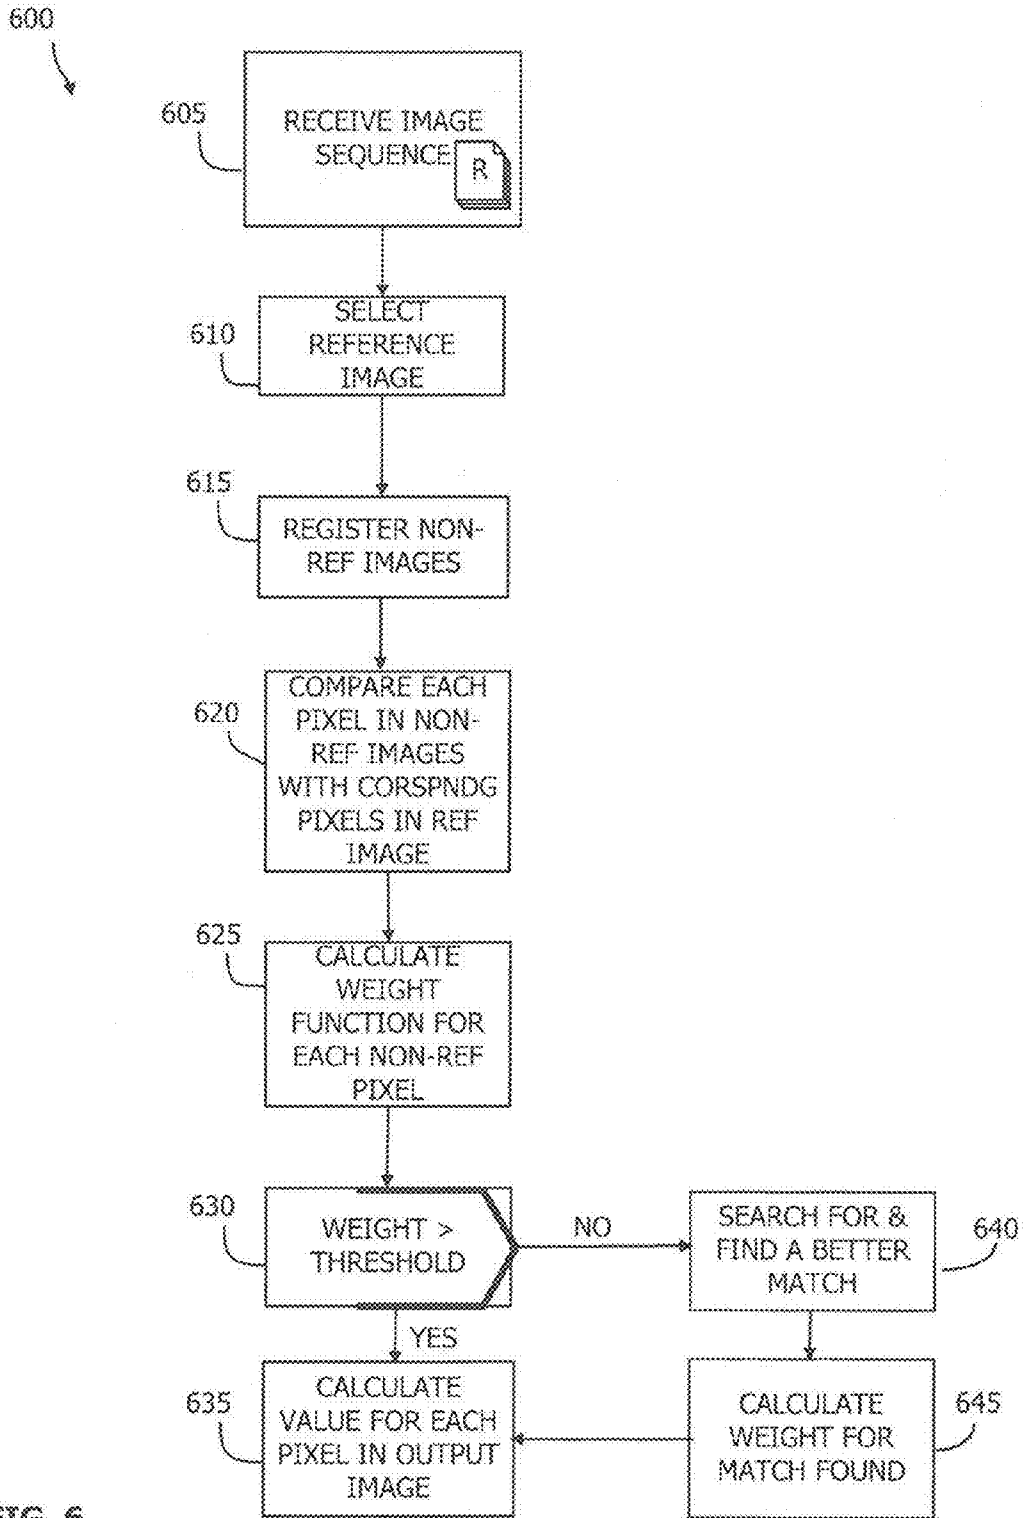 600
605
RECEIVE IMAGE
SEQUENCE
R
610
SELECT
REFERENCE
IMAGE
615
REGISTER NON-
REF IMAGES
620
COMPARE EACH
PIXEL IN NON-
REF IMAGES
WITH CORSPNDG
PIXELS IN REF
IMAGE
625
CALCULATE
WEIGHT
FUNCTION FOR
EACH NON-REF
PIXEL
630
WEIGHT >
THRESHOLD
NO
SEARCH FOR &
FIND A BETTER
MATCH
640
YES
635
CALCULATE
VALUE FOR EACH
PIXEL IN OUTPUT
IMAGE
CALCULATE
WEIGHT FOR
MATCH FOUND
645
FIG. 6